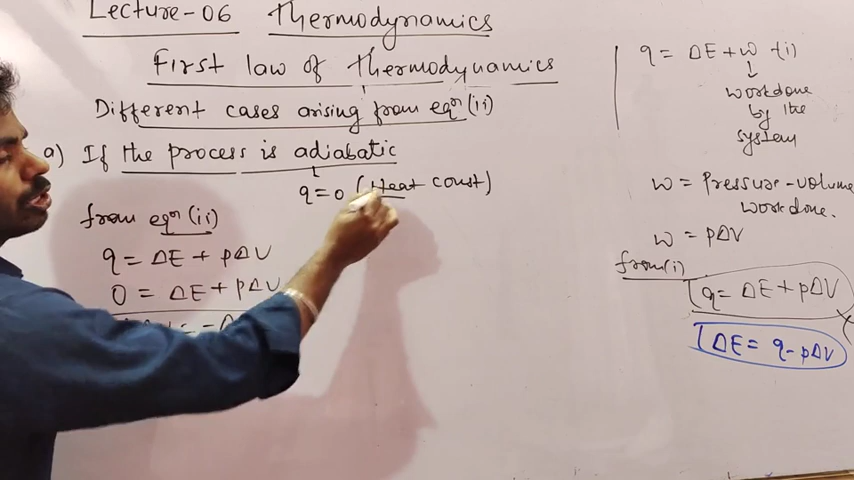 Lecture-06 Thermodynamics
First law of Thermodynamics
Different cases arising from eqn (ii)
a) If the process is adiabatic
q=0 (Heat const)
from eqn (ii)
q = ΔE + pΔV
0 = ΔE + pΔV
q = ΔE + w -(i)
workdone
by the
system
w = Pressure-volume
workdone.
w = pΔV
from(i)
q = ΔE + pΔV
ΔE = q-pΔV